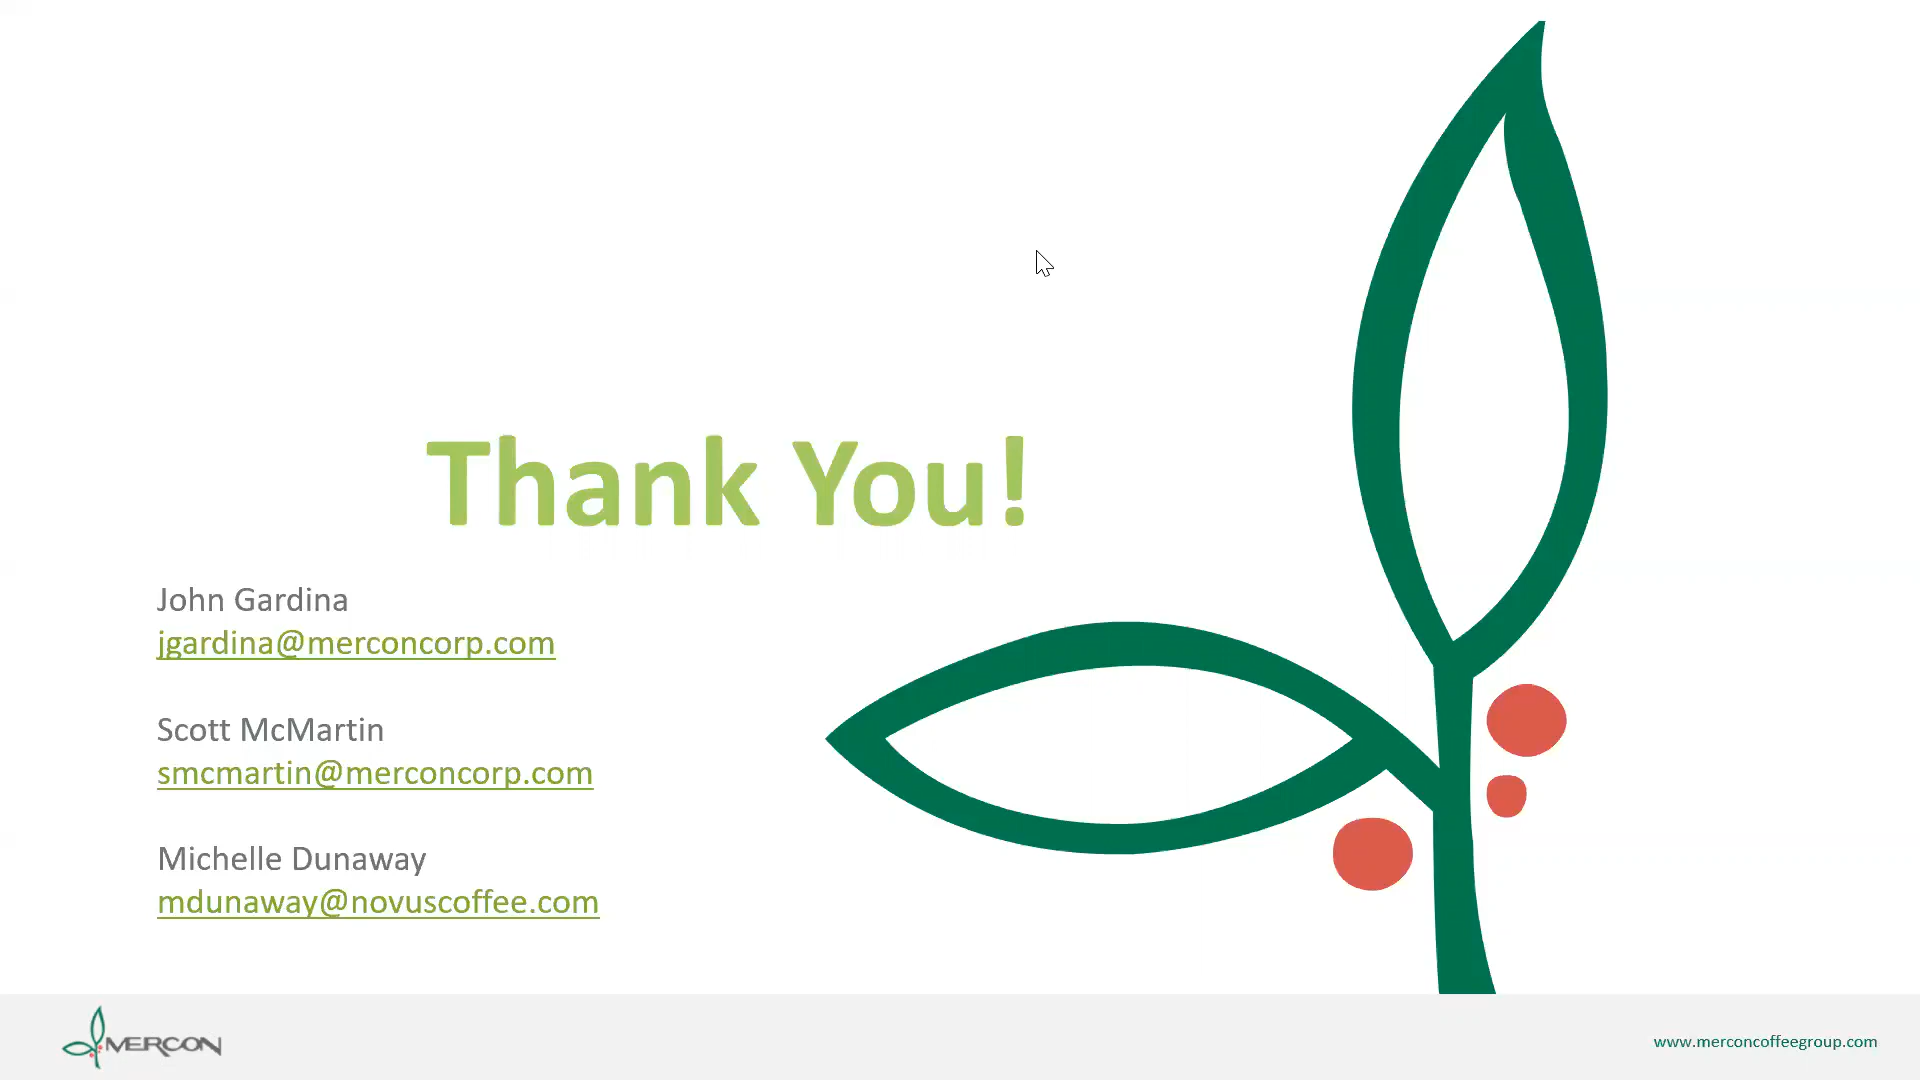 Thank You!
John Gardina
jgardina@merconcorp.com
Scott McMartin
smcmartin@merconcorp.com
Michelle Dunaway
mdunaway@novuscoffee.com
MERCON
www.merconcoffeegroup.com